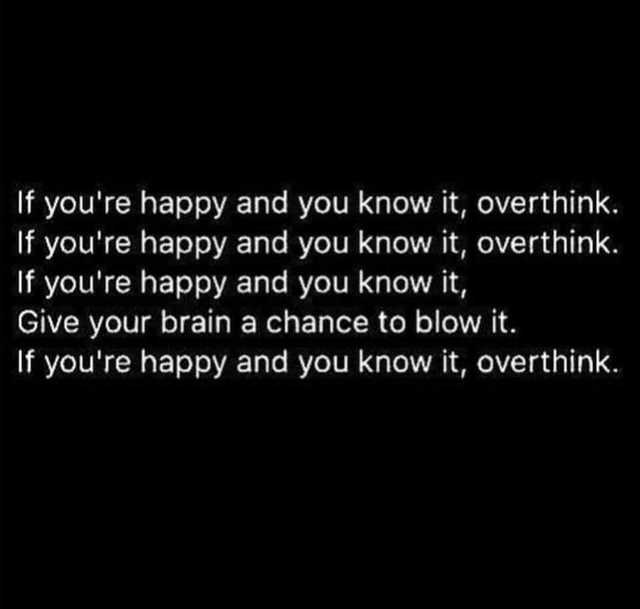 If you're happy and you know it, overthink.
If you're happy and you know it, overthink.
If you're happy and you know it,
Give your brain a chance to blow it.
If you're happy and you know it, overthink.